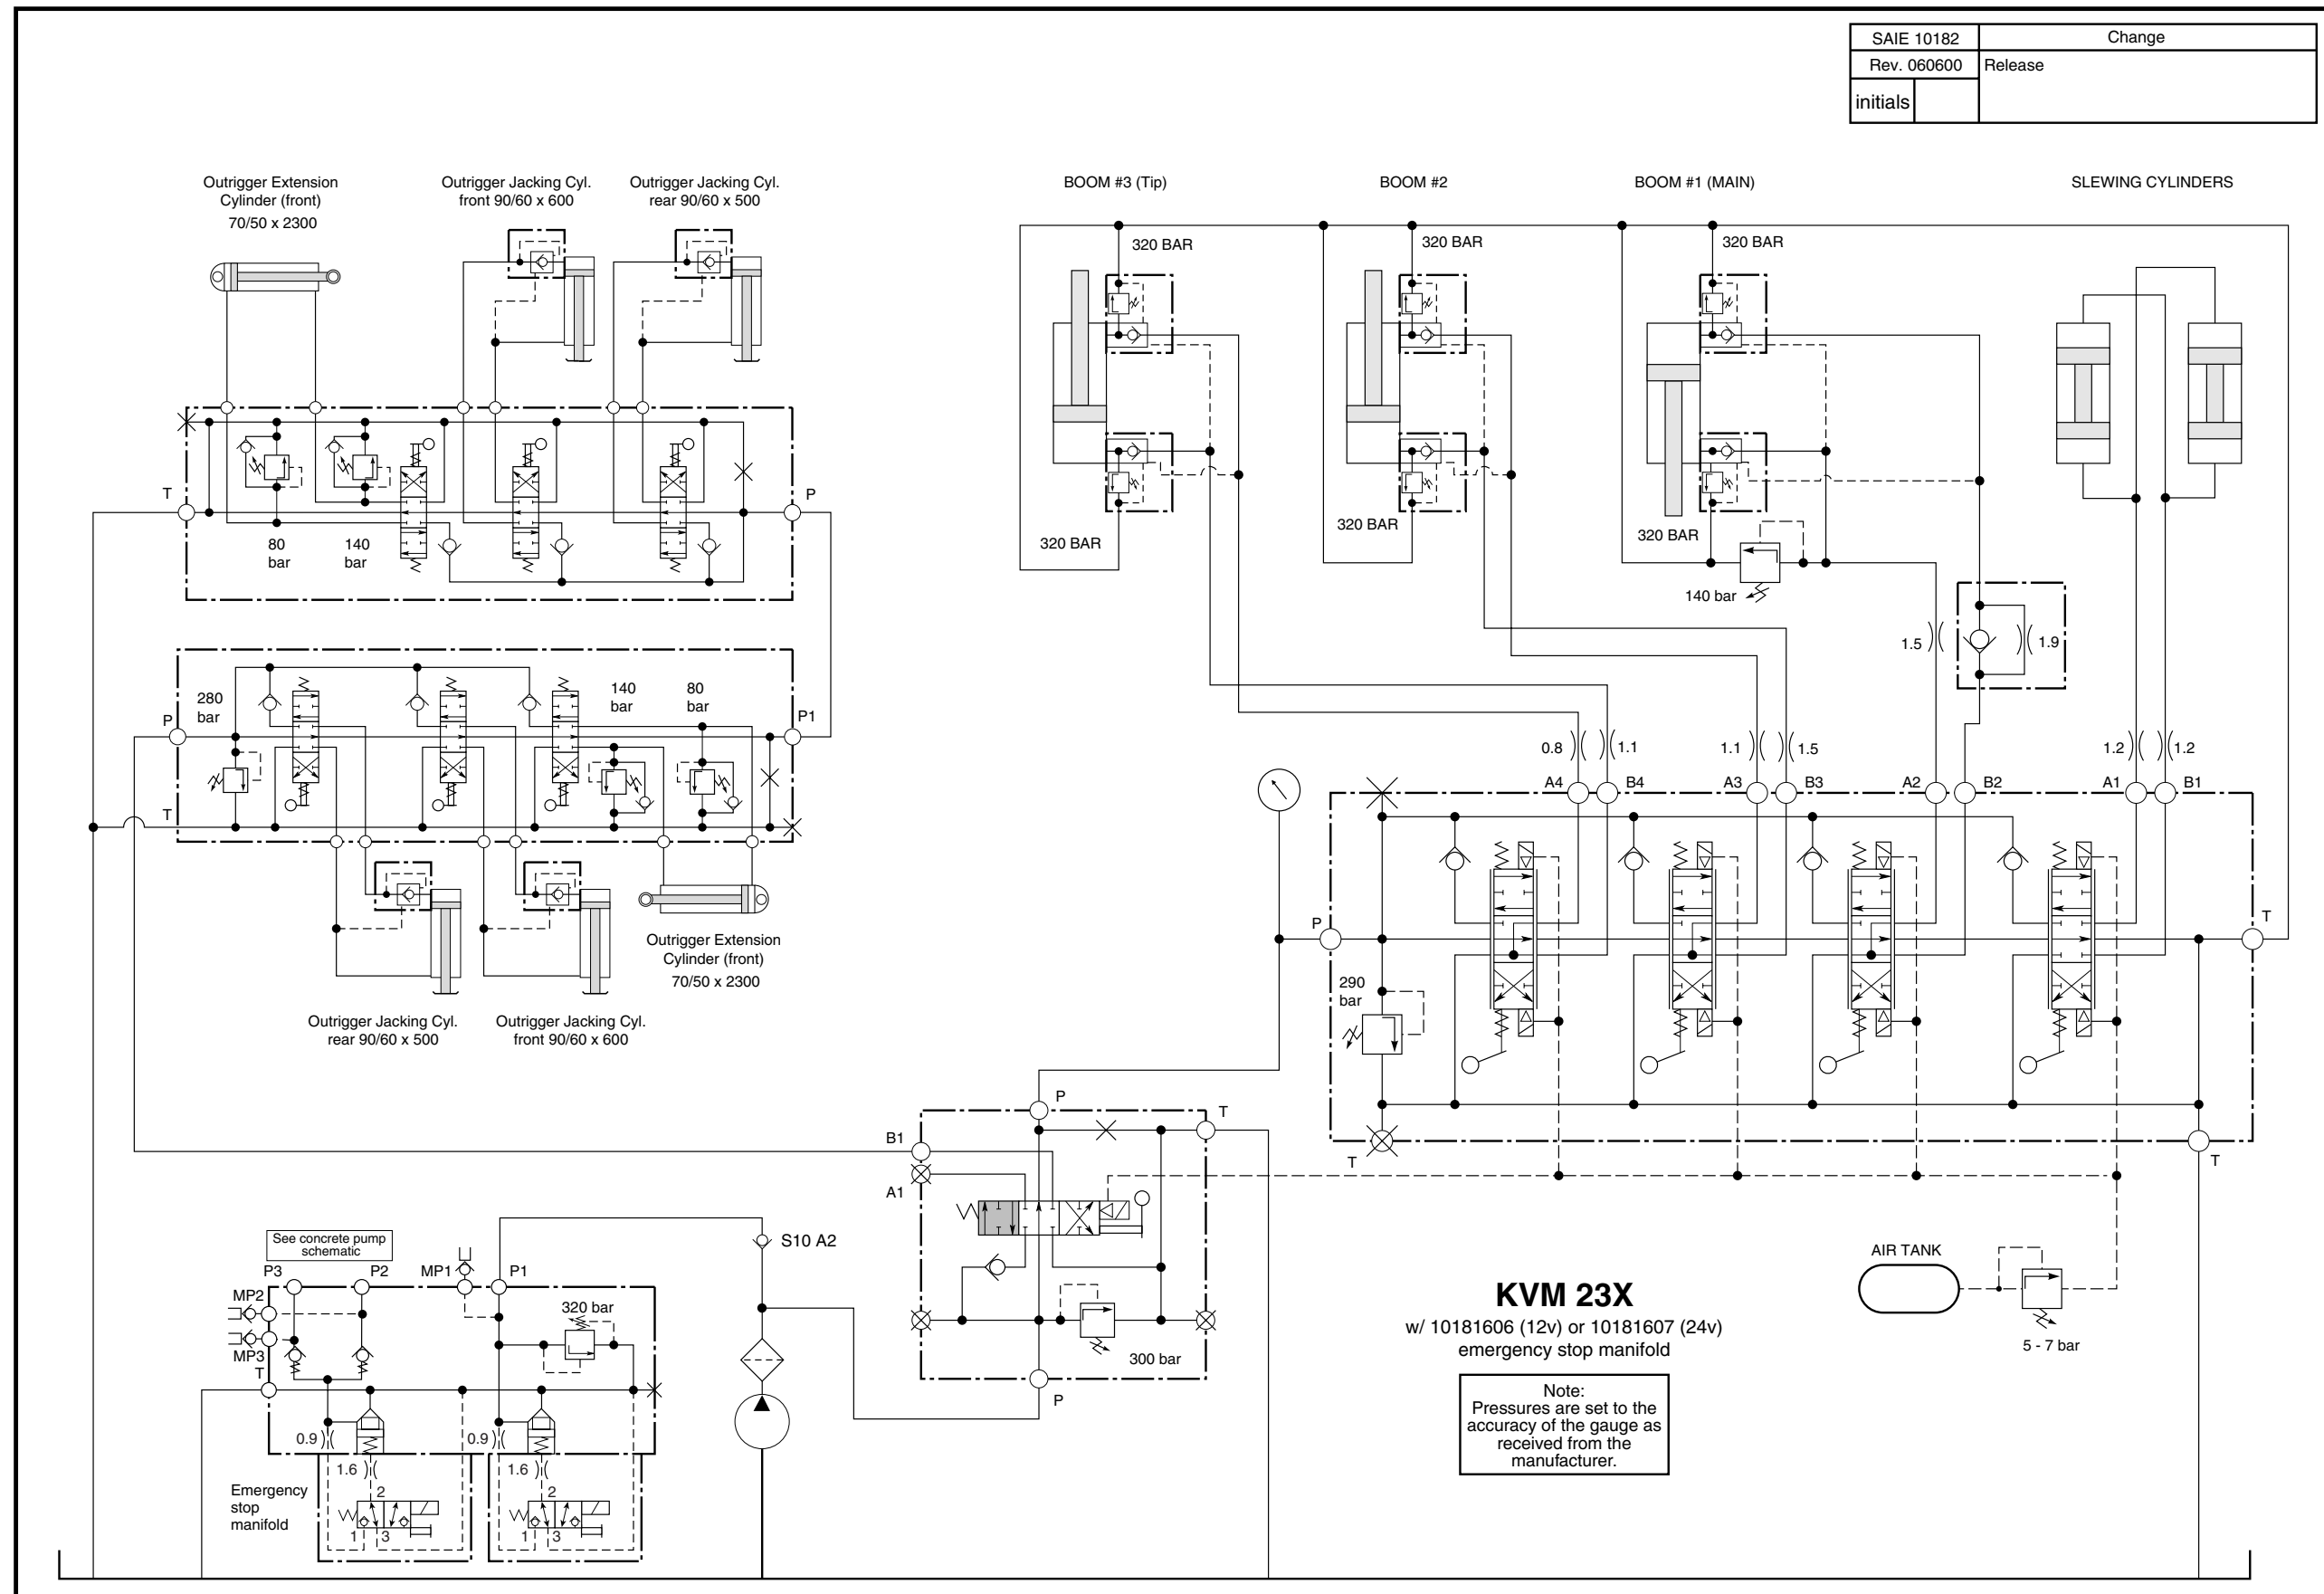 SAIE 10182
Change
Rev. 060600
Release
initials
Outrigger Extension
Cylinder (front)
70/50 x 2300
Outrigger Jacking Cyl.
front 90/60 x 600
Outrigger Jacking Cyl.
rear 90/60 x 500
BOOM #3 (Tip)
BOOM #2
BOOM #1 (MAIN)
SLEWING CYLINDERS
320 BAR
320 BAR
320 BAR
320 BAR
320 BAR
320 BAR
140 bar
T
P
80
bar
140
bar
1.5
1.9
280
bar
140
bar
80
bar
P
P1
T
0.8
1.1
1.1
1.5
1.2
1.2
A4
B4
A3
B3
A2
B2
A1
B1
P
T
290
bar
T
T
Outrigger Extension
Cylinder (front)
70/50 x 2300
Outrigger Jacking Cyl.
rear 90/60 x 500
Outrigger Jacking Cyl.
front 90/60 x 600
P
T
B1
A1
300 bar
P
S10 A2
See concrete pump
schematic
P3
P2
MP1
P1
MP2
MP3
T
320 bar
0.9
0.9
1.6
1.6
2
2
1
3
1
3
Emergency
stop
manifold
AIR TANK
5 - 7 bar
KVM 23X
w/ 10181606 (12v) or 10181607 (24v)
emergency stop manifold
Note:
Pressures are set to the
accuracy of the gauge as
received from the
manufacturer.